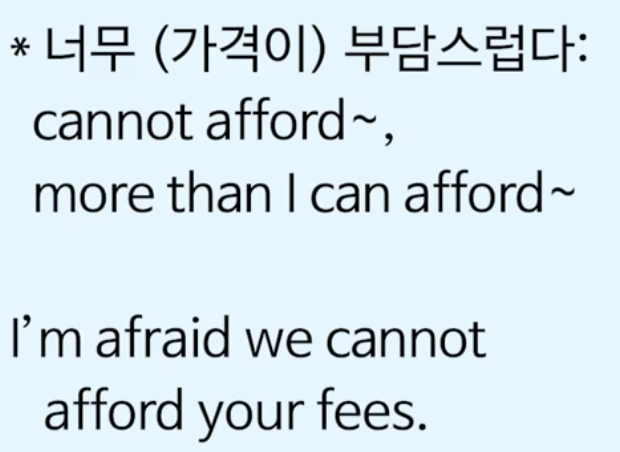 * 너무 (가격이) 부담스럽다:
cannot afford~,
more than I can afford~
I'm afraid we cannot
afford your fees.